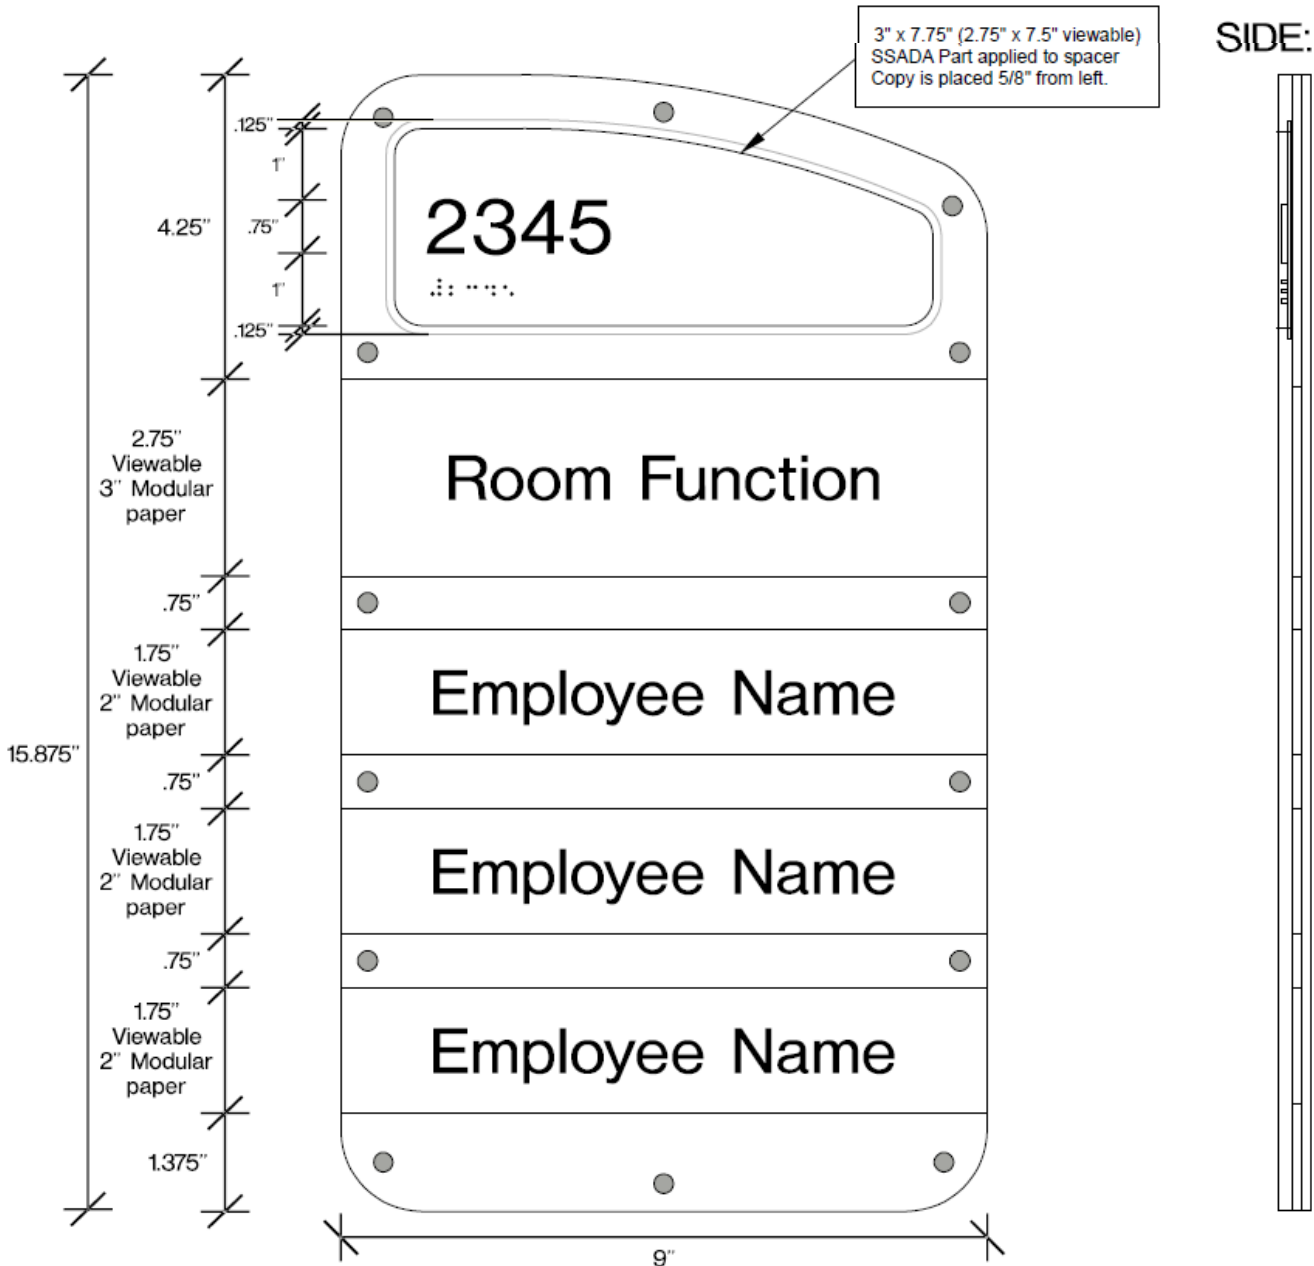 3" x 7.75" (2.75" x 7.5" viewable)
SSADA Part applied to spacer
Copy is placed 5/8" from left.
SIDE:
.125"
1"
4.25"
.75"
1"
.125"
2345
⠼⠃⠉⠙⠑
2.75"
Viewable
3" Modular
paper
Room Function
.75"
1.75"
Viewable
2" Modular
paper
Employee Name
15.875"
.75"
1.75"
Viewable
2" Modular
paper
Employee Name
.75"
1.75"
Viewable
2" Modular
paper
Employee Name
1.375"
9"